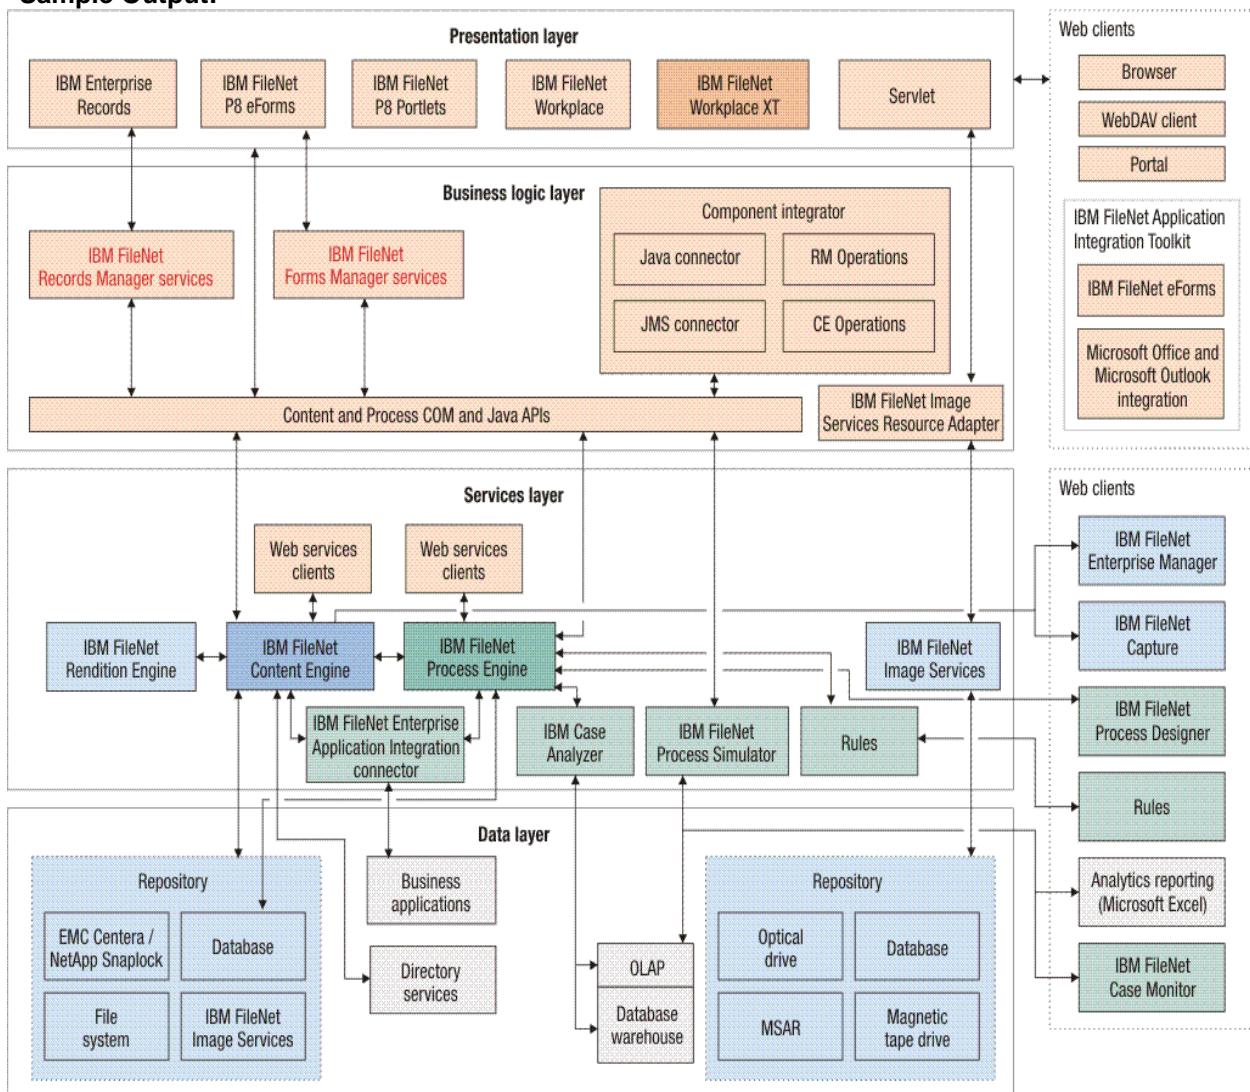 Sample Output:
Presentation layer
IBM Enterprise
Records
IBM FileNet
P8 eForms
IBM FileNet
P8 Portlets
IBM FileNet
Workplace
IBM FileNet
Workplace XT
Servlet
Web clients
Browser
WebDAV client
Portal
IBM FileNet Application
Integration Toolkit
IBM FileNet eForms
Microsoft Office and
Microsoft Outlook
integration
Business logic layer
IBM FileNet
Records Manager services
IBM FileNet
Forms Manager services
Component integrator
Java connector
RM Operations
JMS connector
CE Operations
Content and Process COM and Java APIs
IBM FileNet Image
Services Resource Adapter
Services layer
Web services
clients
Web services
clients
IBM FileNet
Rendition Engine
IBM FileNet
Content Engine
IBM FileNet
Process Engine
IBM FileNet
Image Services
IBM FileNet Enterprise
Application Integration
connector
IBM Case
Analyzer
IBM FileNet
Process Simulator
Rules
Web clients
IBM FileNet
Enterprise Manager
IBM FileNet
Capture
IBM FileNet
Process Designer
Rules
Analytics reporting
(Microsoft Excel)
IBM FileNet
Case Monitor
Data layer
Repository
EMC Centera /
NetApp Snaplock
Database
File
system
IBM FileNet
Image Services
Business
applications
Directory
services
OLAP
Database
warehouse
Repository
Optical
drive
Database
MSAR
Magnetic
tape drive